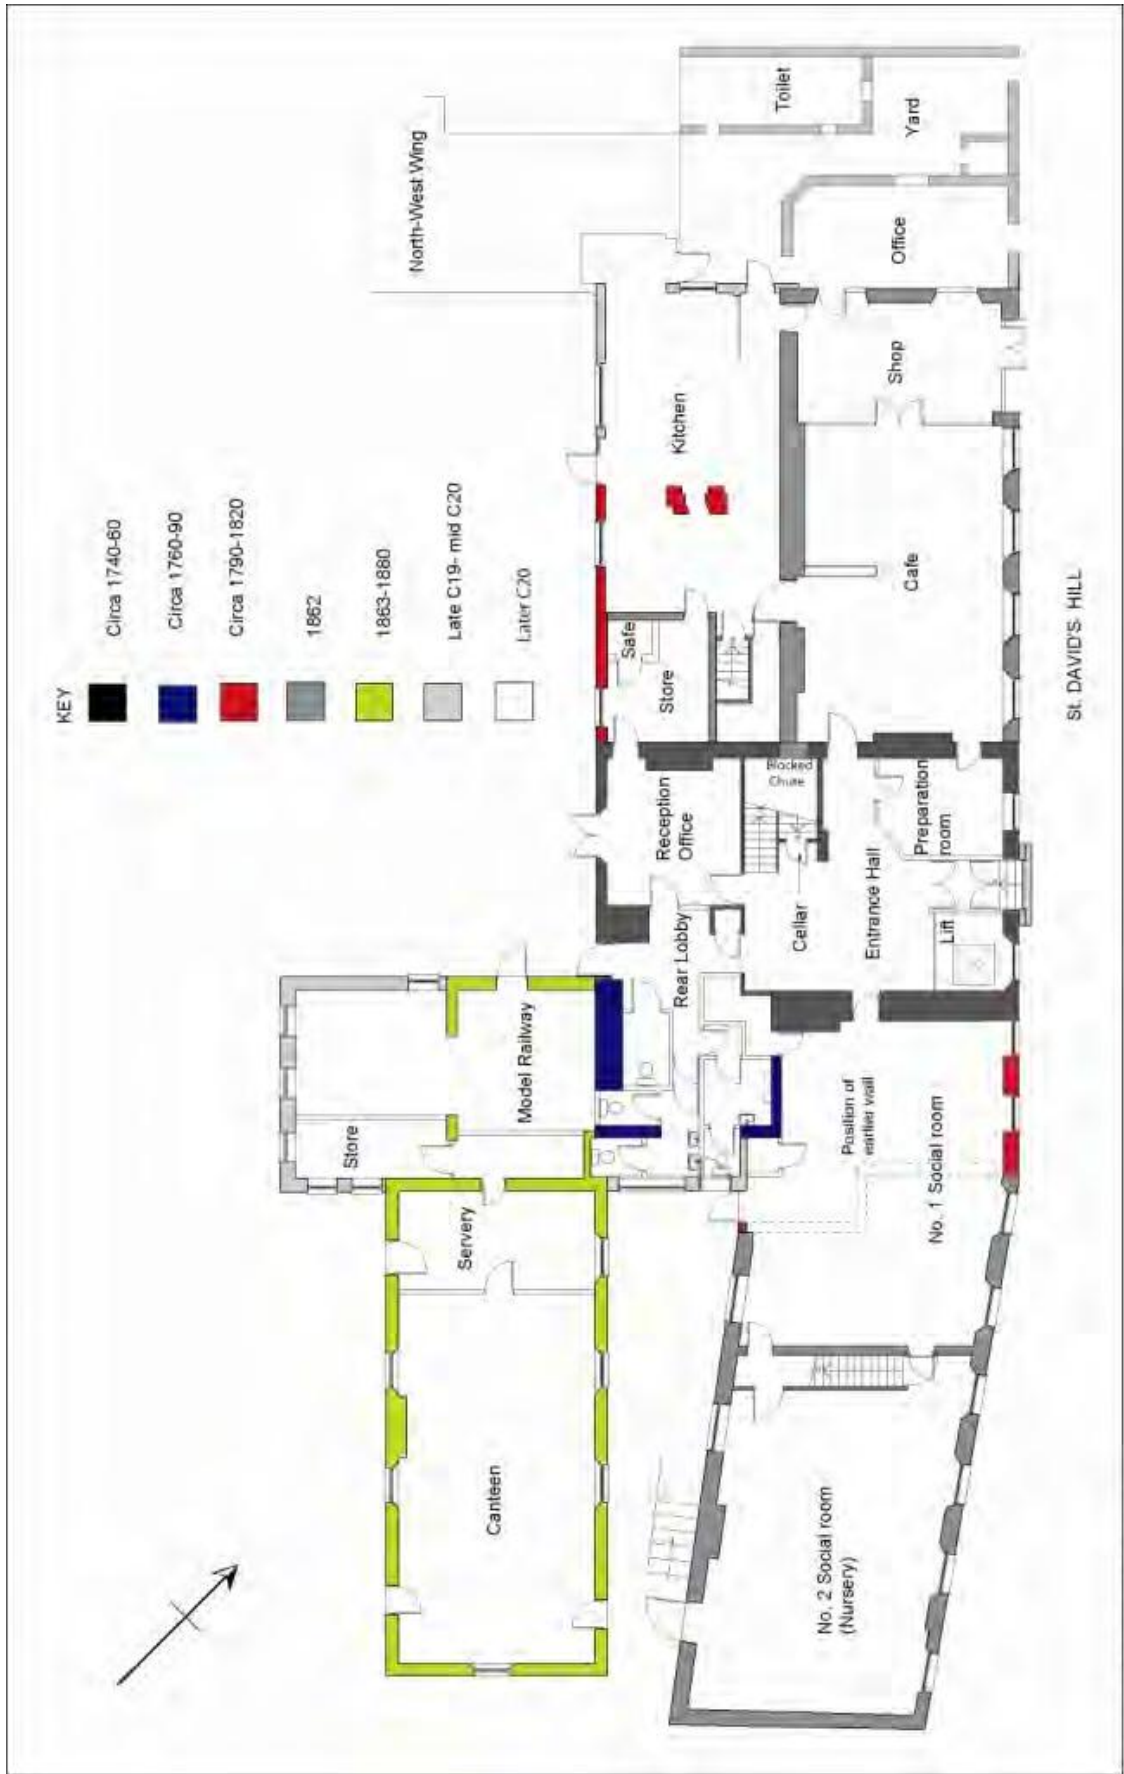 KEY
Circa 1740-60
Circa 1760-90
Circa 1790-1820
1862
1863-1880
Late C19- mid C20
Later C20
North-West Wing
Toilet
Yard
Office
Shop
Kitchen
Cafe
Safe
Store
Reception
Office
Blocked
Chute
Preparation
room
Entrance Hall
Cellar
Lift
Rear Lobby
Model Railway
Store
Servery
Canteen
Position of
earlier wall
No. 1 Social room
No. 2 Social room
(Nursery)
St. DAVID'S HILL